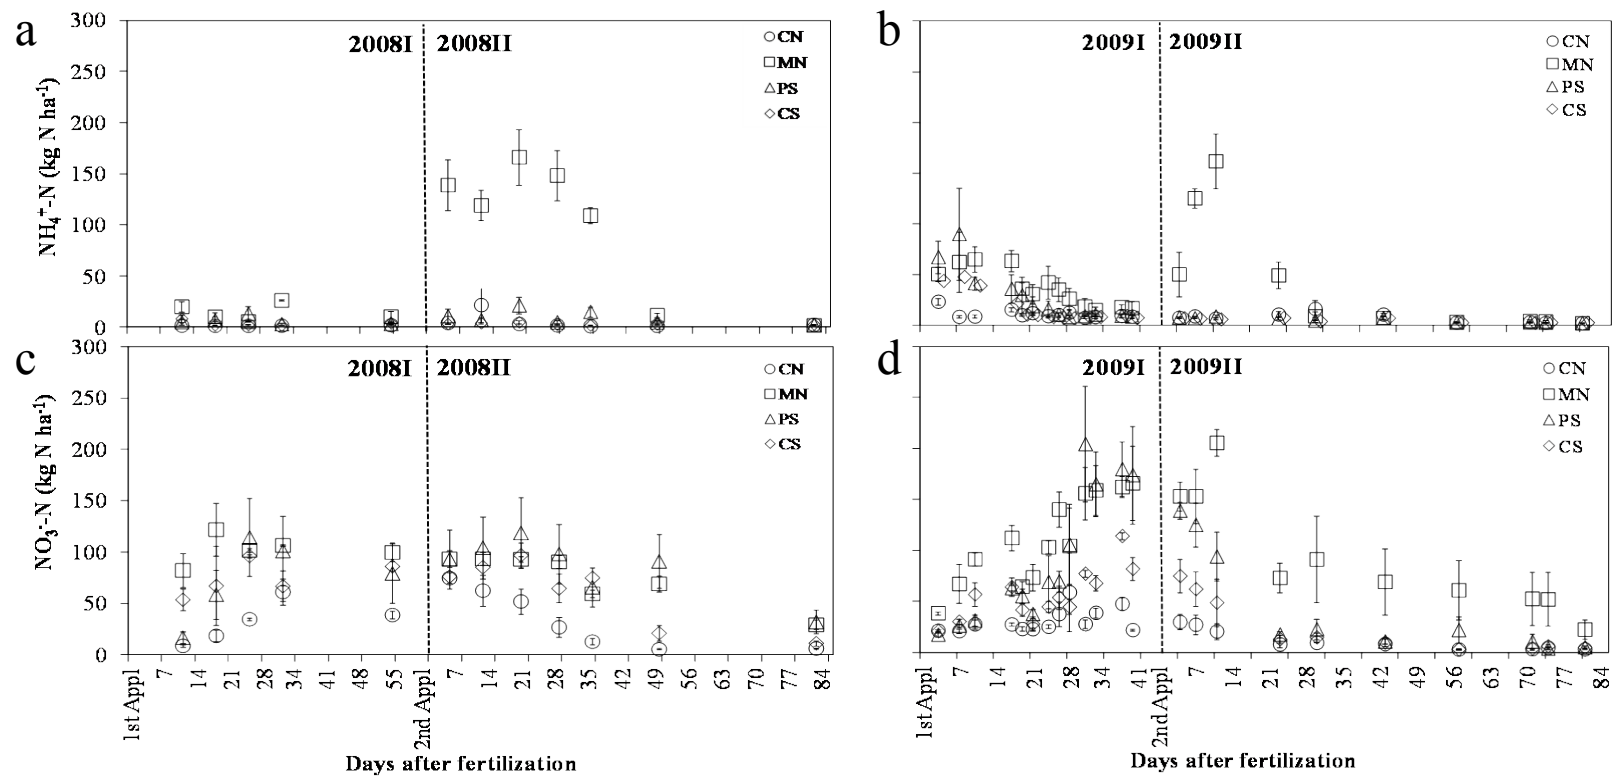 a
300
250
200
150
100
50
0
NH₄⁺-N (kg N ha⁻¹)
2008I
2008II
CN
MN
PS
CS
b
2009I
2009II
CN
MN
PS
CS
c
300
250
200
150
100
50
0
NO₃⁻-N (kg N ha⁻¹)
2008I
2008II
CN
MN
PS
CS
1st Appl
7
14
21
28
34
41
48
55
2nd Appl
7
14
21
28
35
42
49
56
63
70
77
84
Days after fertilization
d
2009I
2009II
CN
MN
PS
CS
1st Appl
7
14
21
28
34
41
2nd Appl
7
14
21
28
35
42
49
56
63
70
77
84
Days after fertilization